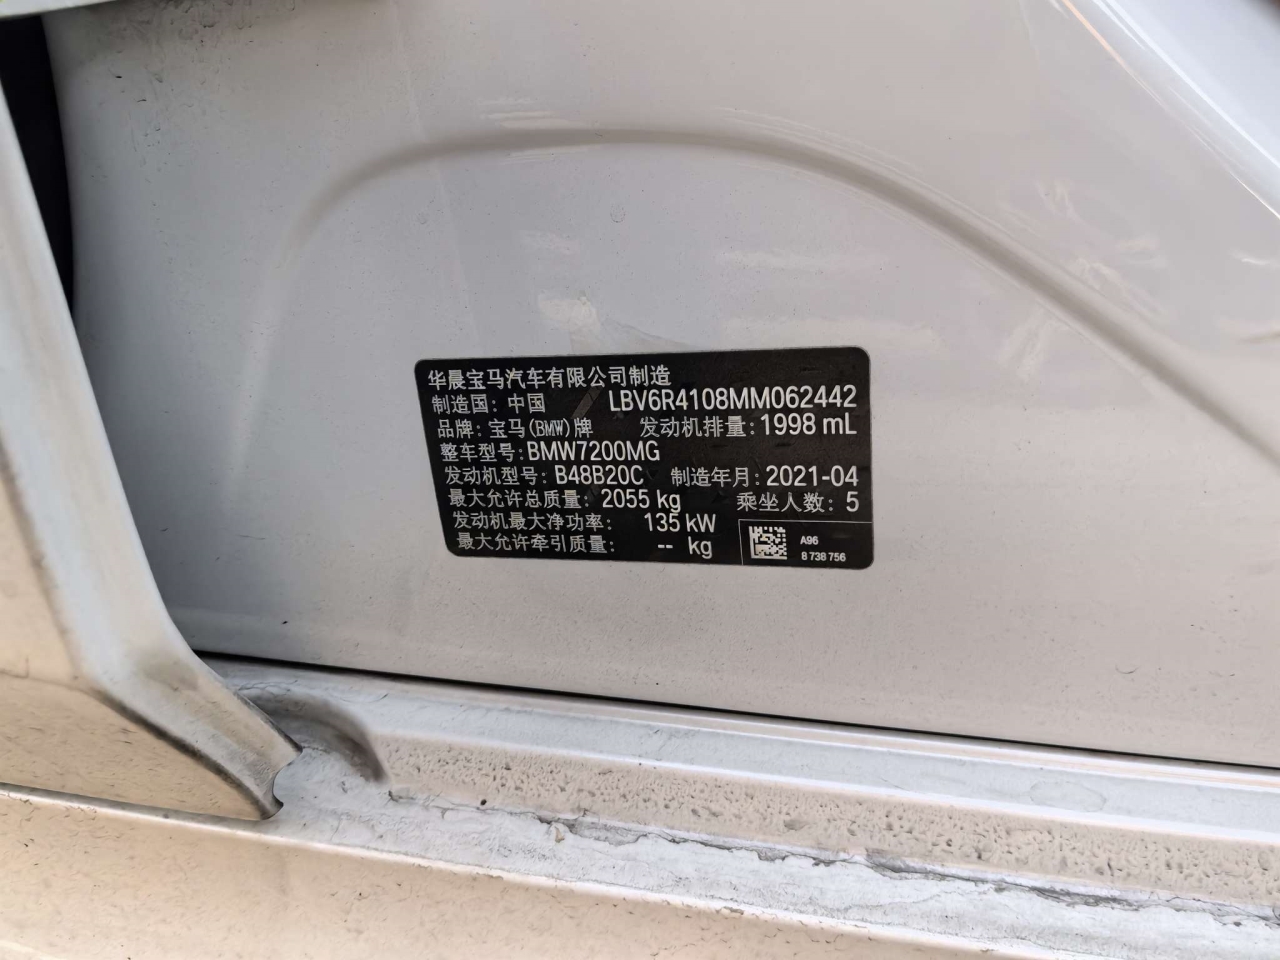 华晨宝马汽车有限公司制造
制造国: 中国 LBV6R4108MM062442
品牌: 宝马(BMW)牌 发动机排量: 1998 mL
整车型号: BMW7200MG
发动机型号: B48B20C 制造年月: 2021-04
最大允许总质量: 2055 kg 乘坐人数: 5
发动机最大净功率: 135 kW
最大允许牵引质量: -- kg
A96
8 738 756